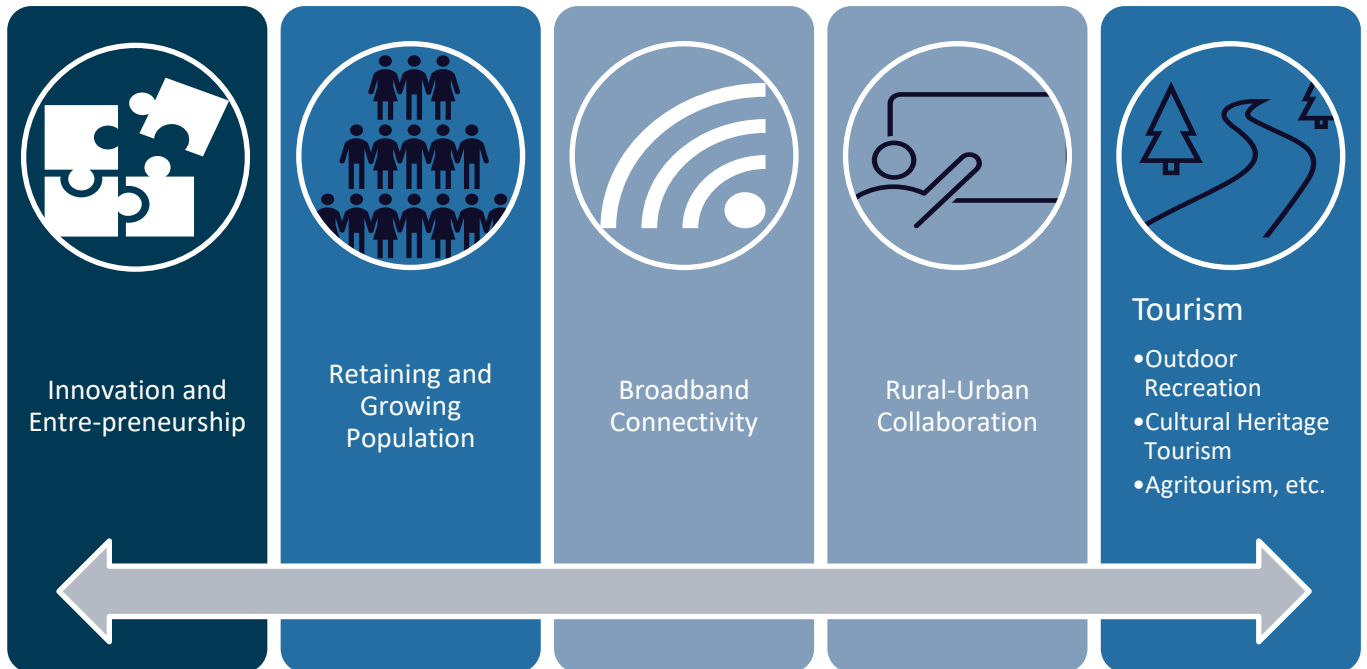 Innovation and
Entre-preneurship
Retaining and
Growing
Population
Broadband
Connectivity
Rural-Urban
Collaboration
Tourism
•Outdoor
Recreation
•Cultural Heritage
Tourism
•Agritourism, etc.